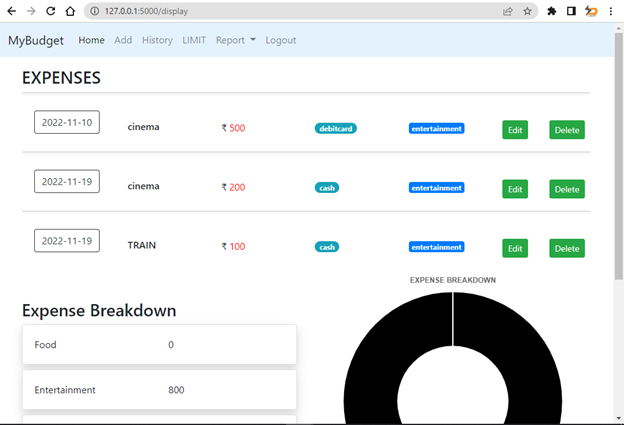 127.0.0.1:5000/display
MyBudget Home Add History LIMIT Report Logout
EXPENSES
2022-11-10 cinema ₹ 500 debitcard entertainment Edit Delete
2022-11-19 cinema ₹ 200 cash entertainment Edit Delete
2022-11-19 TRAIN ₹ 100 cash entertainment Edit Delete
EXPENSE BREAKDOWN
Expense Breakdown
Food 0
Entertainment 800